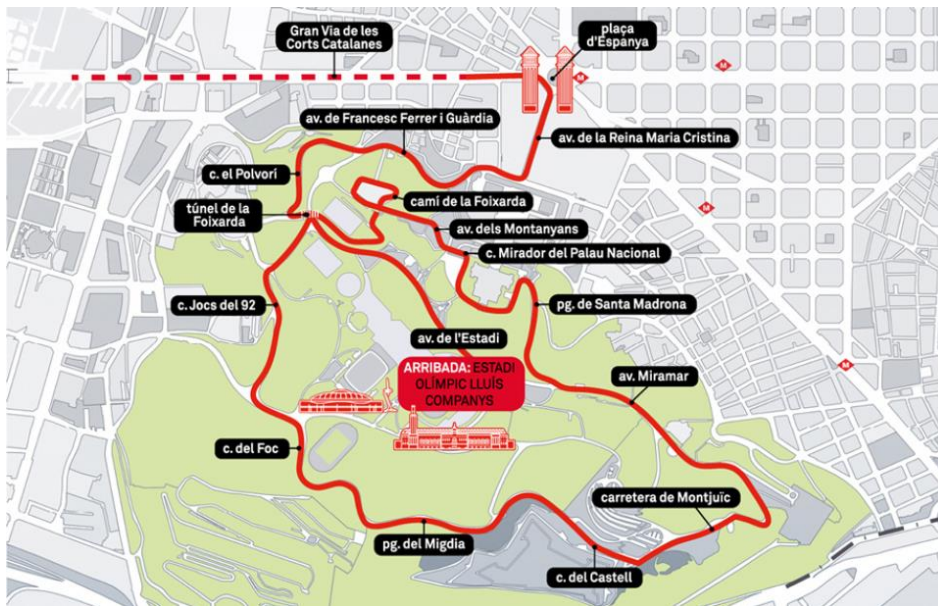 Gran Via de les
Corts Catalanes
plaça
d'Espanya
M
M
av. de Francesc Ferrer i Guàrdia
av. de la Reina Maria Cristina
c. el Polvorí
camí de la Foixarda
túnel de la
Foixarda
M
av. dels Montanyans
c. Mirador del Palau Nacional
c. Jocs del 92
pg. de Santa Madrona
av. de l'Estadi
ARRIBADA: ESTADI
OLÍMPIC LLUÍS
COMPANYS
M
av. Miramar
c. del Foc
carretera de Montjuïc
pg. del Migdia
c. del Castell